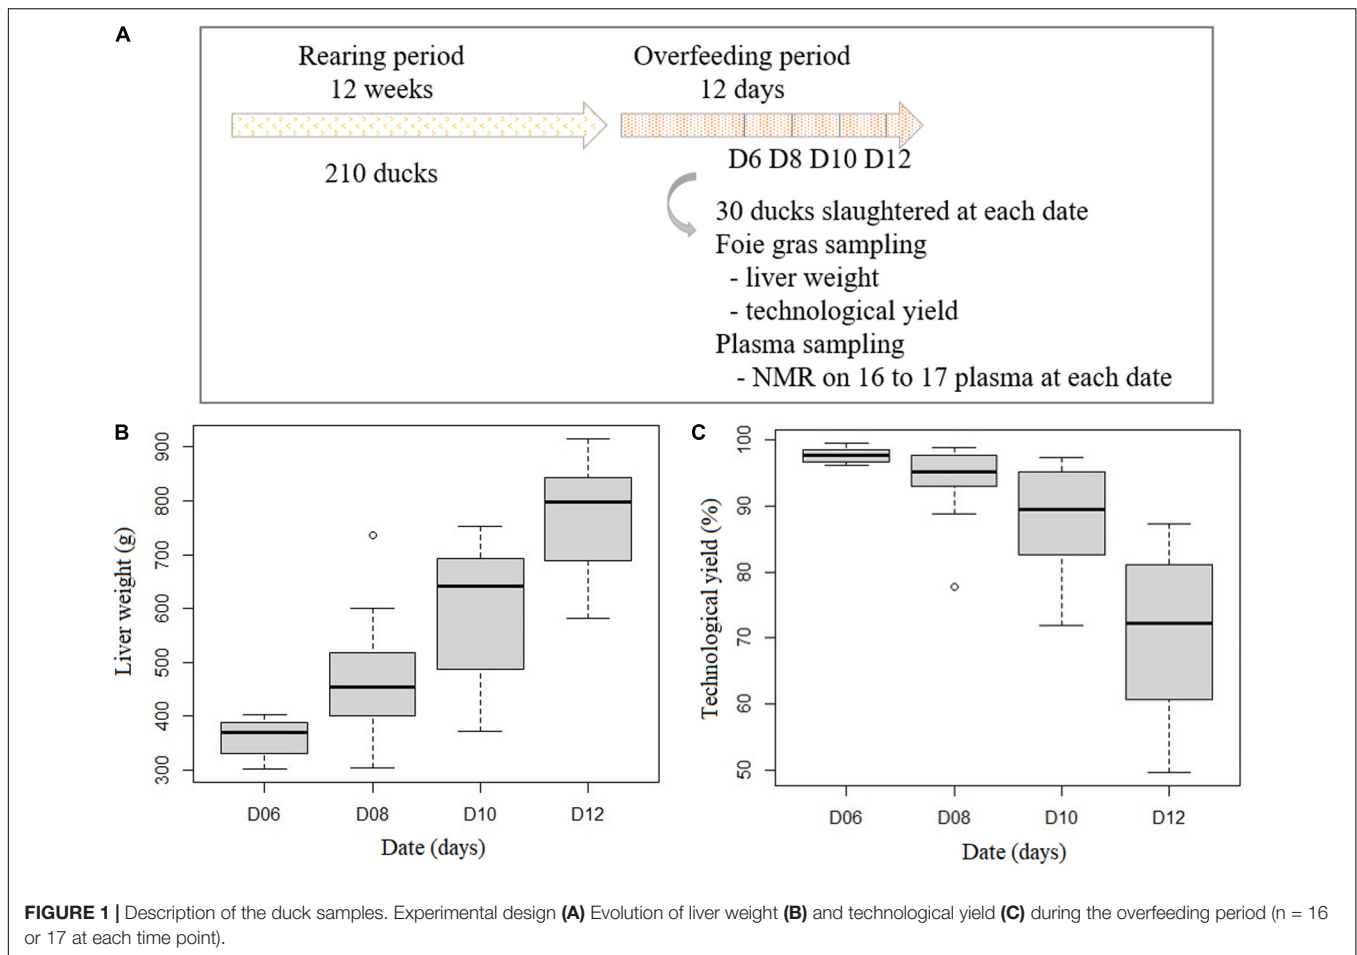 A
Rearing period
12 weeks
210 ducks
Overfeeding period
12 days
D6 D8 D10 D12
30 ducks slaughtered at each date
Foie gras sampling
- liver weight
- technological yield
Plasma sampling
- NMR on 16 to 17 plasma at each date
B
Liver weight (g)
900
800
700
600
500
400
300
D06 D08 D10 D12
Date (days)
C
Technological yield (%)
100
90
80
70
60
50
D06 D08 D10 D12
Date (days)
FIGURE 1 | Description of the duck samples. Experimental design (A) Evolution of liver weight (B) and technological yield (C) during the overfeeding period (n = 16
or 17 at each time point).